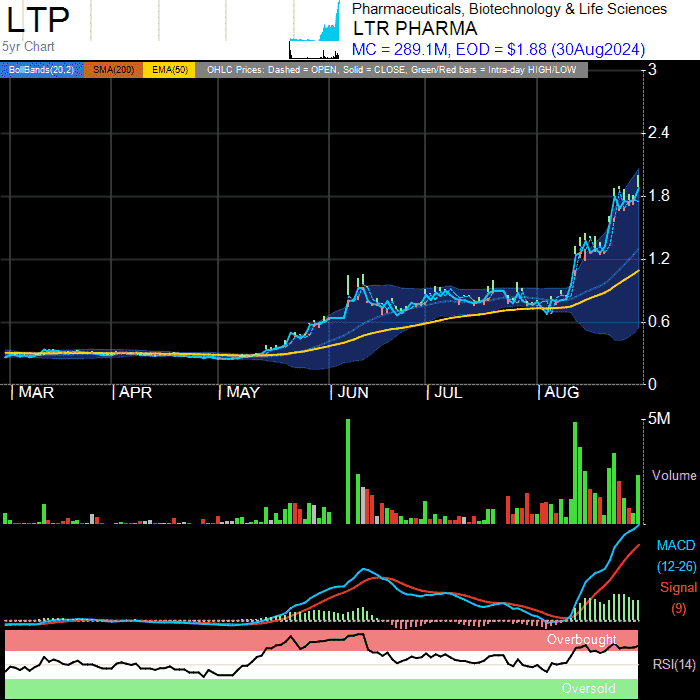 LTP
5yr Chart
Pharmaceuticals, Biotechnology & Life Sciences
LTR PHARMA
MC = 289.1M, EOD = $1.88 (30Aug2024)
BollBands(20,2) SMA(200) EMA(50) OHLC Prices: Dashed = OPEN, Solid = CLOSE, Green/Red bars = Intra-day HIGH/LOW
3
2.4
1.8
1.2
0.6
0
| MAR | APR | MAY | JUN | JUL | AUG
5M
Volume
MACD
(12-26)
Signal
(9)
Overbought
RSI(14)
Oversold